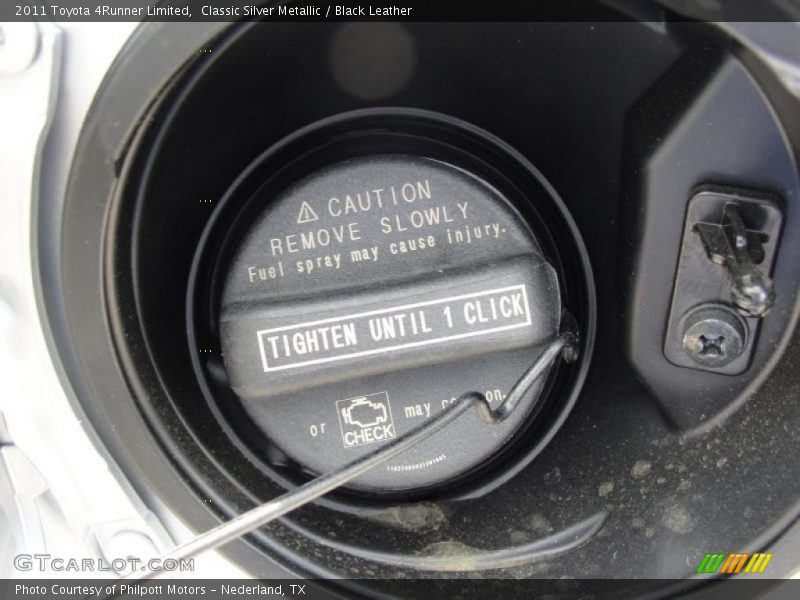 2011 Toyota 4Runner Limited, Classic Silver Metallic / Black Leather
⚠ CAUTION
REMOVE SLOWLY
Fuel spray may cause injury.
TIGHTEN UNTIL 1 CLICK
or CHECK may on.
GTcarlot.com
Photo Courtesy of Philpott Motors - Nederland, TX